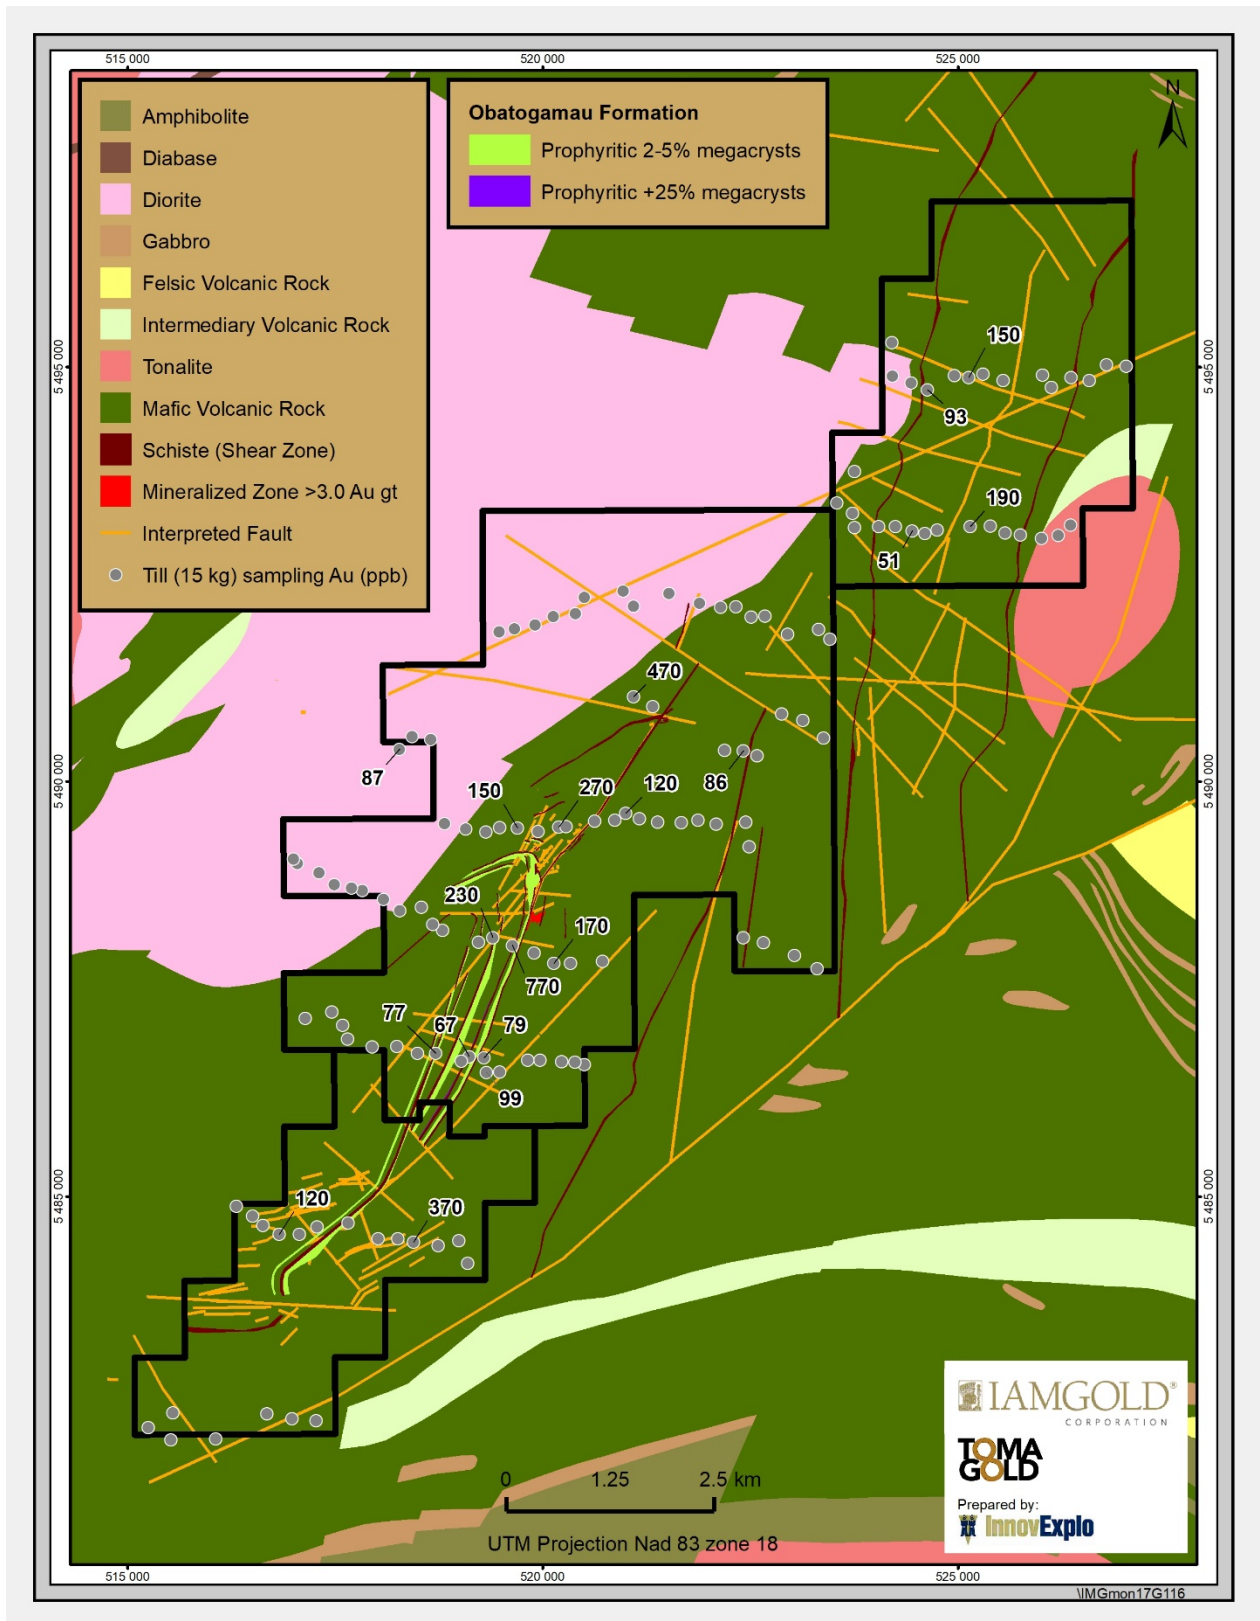 515 000
520 000
525 000
Amphibolite
Diabase
Diorite
Gabbro
Felsic Volcanic Rock
Intermediary Volcanic Rock
Tonalite
Mafic Volcanic Rock
Schiste (Shear Zone)
Mineralized Zone >3.0 Au gt
Interpreted Fault
Till (15 kg) sampling Au (ppb)
Obatogamau Formation
Prophyritic 2-5% megacrysts
Prophyritic +25% megacrysts
N
5 495 000
5 495 000
150
93
190
51
470
87
86
5 490 000
5 490 000
150
270
120
230
170
770
77
67
79
99
5 485 000
5 485 000
120
370
0 1.25 2.5 km
UTM Projection Nad 83 zone 18
IAMGOLD®
CORPORATION
TOMA
GOLD
Prepared by:
InnovExplo
515 000
520 000
525 000
\IMGmon17G116